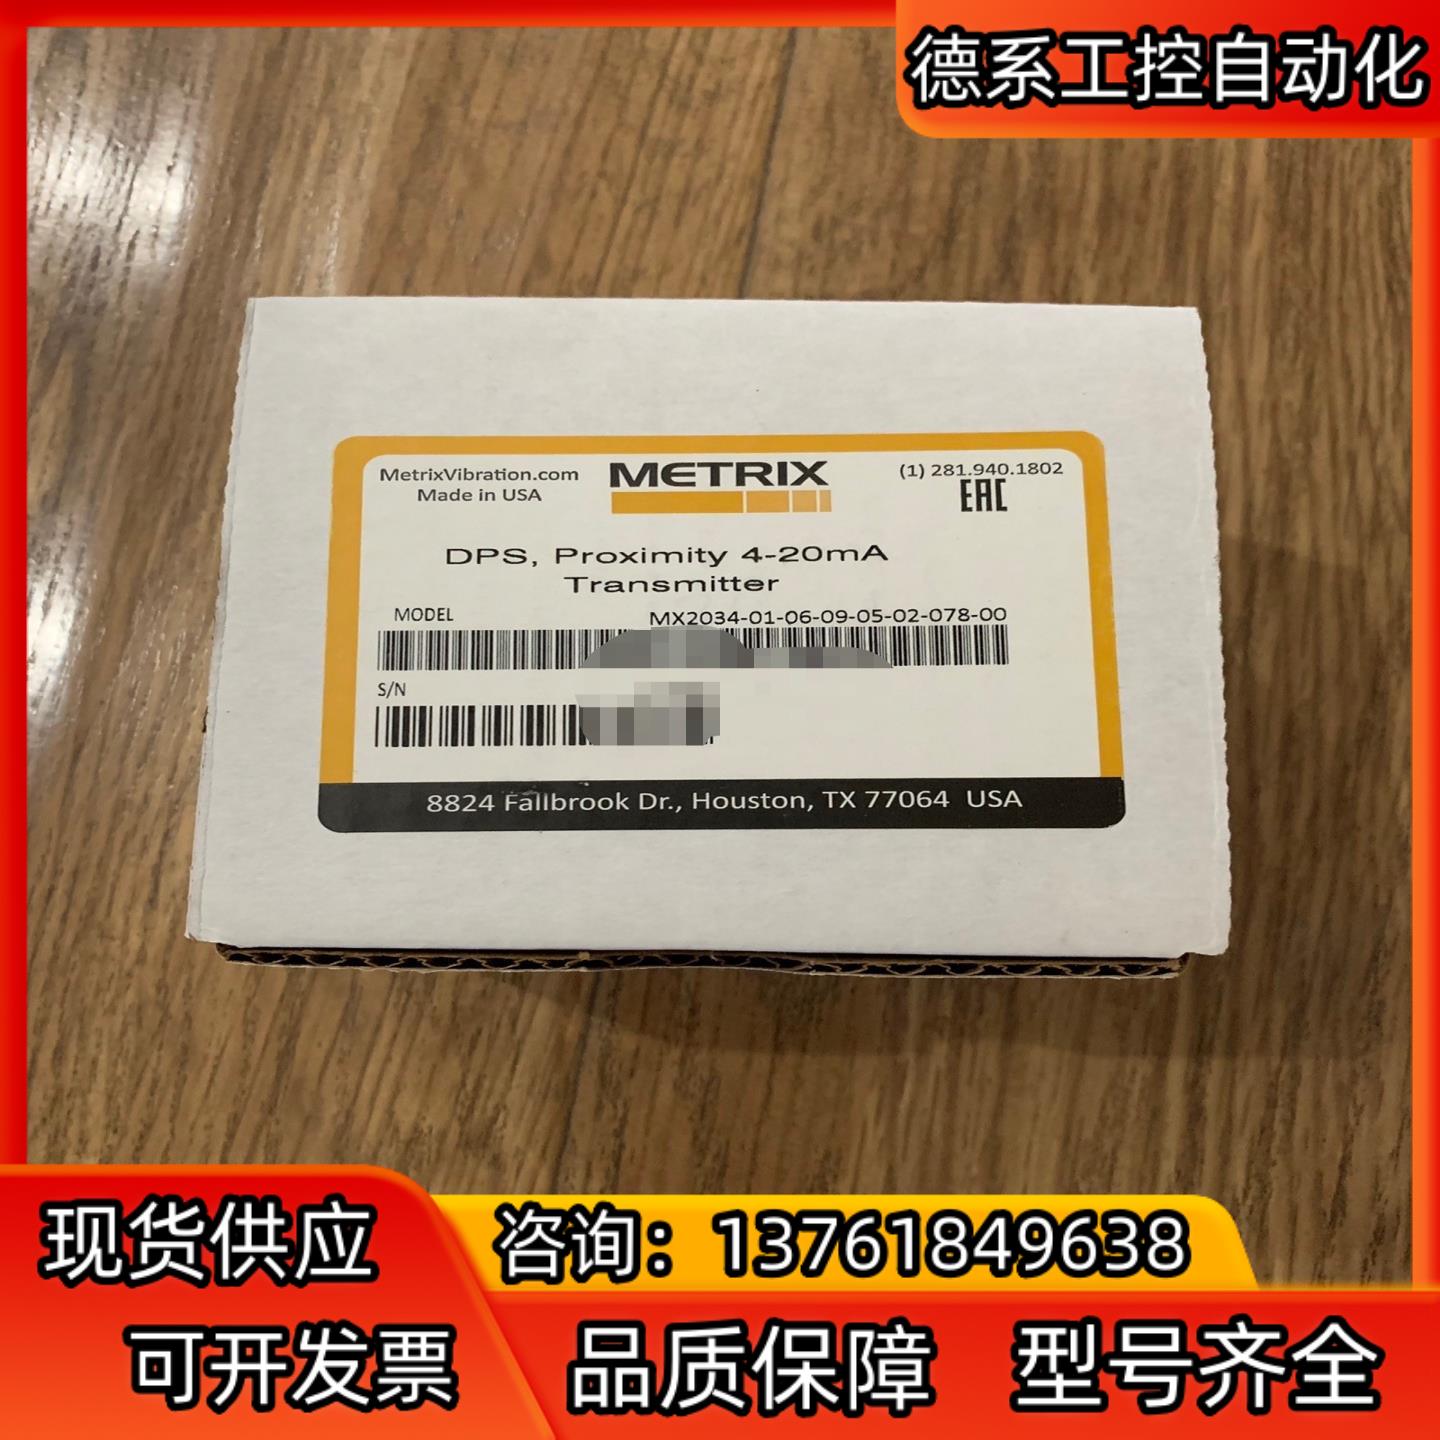 德系工控自动化
MetrixVibration.com
Made in USA
METRIX
(1) 281.940.1802
EAC
DPS, Proximity 4-20mA
Transmitter
MODEL
MX2034-01-06-09-05-02-078-00
S/N
8824 Fallbrook Dr., Houston, TX 77064 USA
现货供应
咨询：13761849638
可开发票
品质保障
型号齐全